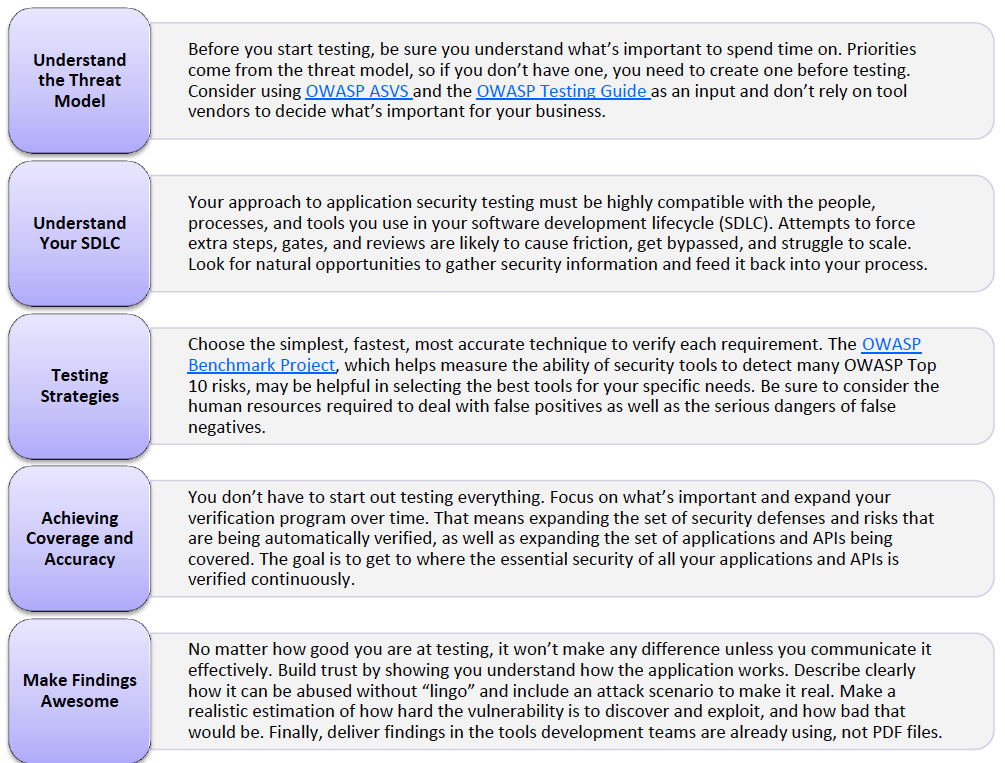 Understand
the Threat
Model
Before you start testing, be sure you understand what’s important to spend time on. Priorities
come from the threat model, so if you don’t have one, you need to create one before testing.
Consider using OWASP ASVS and the OWASP Testing Guide as an input and don’t rely on tool
vendors to decide what’s important for your business.
Understand
Your SDLC
Your approach to application security testing must be highly compatible with the people,
processes, and tools you use in your software development lifecycle (SDLC). Attempts to force
extra steps, gates, and reviews are likely to cause friction, get bypassed, and struggle to scale.
Look for natural opportunities to gather security information and feed it back into your process.
Testing
Strategies
Choose the simplest, fastest, most accurate technique to verify each requirement. The OWASP
Benchmark Project, which helps measure the ability of security tools to detect many OWASP Top
10 risks, may be helpful in selecting the best tools for your specific needs. Be sure to consider the
human resources required to deal with false positives as well as the serious dangers of false
negatives.
Achieving
Coverage and
Accuracy
You don’t have to start out testing everything. Focus on what’s important and expand your
verification program over time. That means expanding the set of security defenses and risks that
are being automatically verified, as well as expanding the set of applications and APIs being
covered. The goal is to get to where the essential security of all your applications and APIs is
verified continuously.
Make Findings
Awesome
No matter how good you are at testing, it won’t make any difference unless you communicate it
effectively. Build trust by showing you understand how the application works. Describe clearly
how it can be abused without “lingo” and include an attack scenario to make it real. Make a
realistic estimation of how hard the vulnerability is to discover and exploit, and how bad that
would be. Finally, deliver findings in the tools development teams are already using, not PDF files.